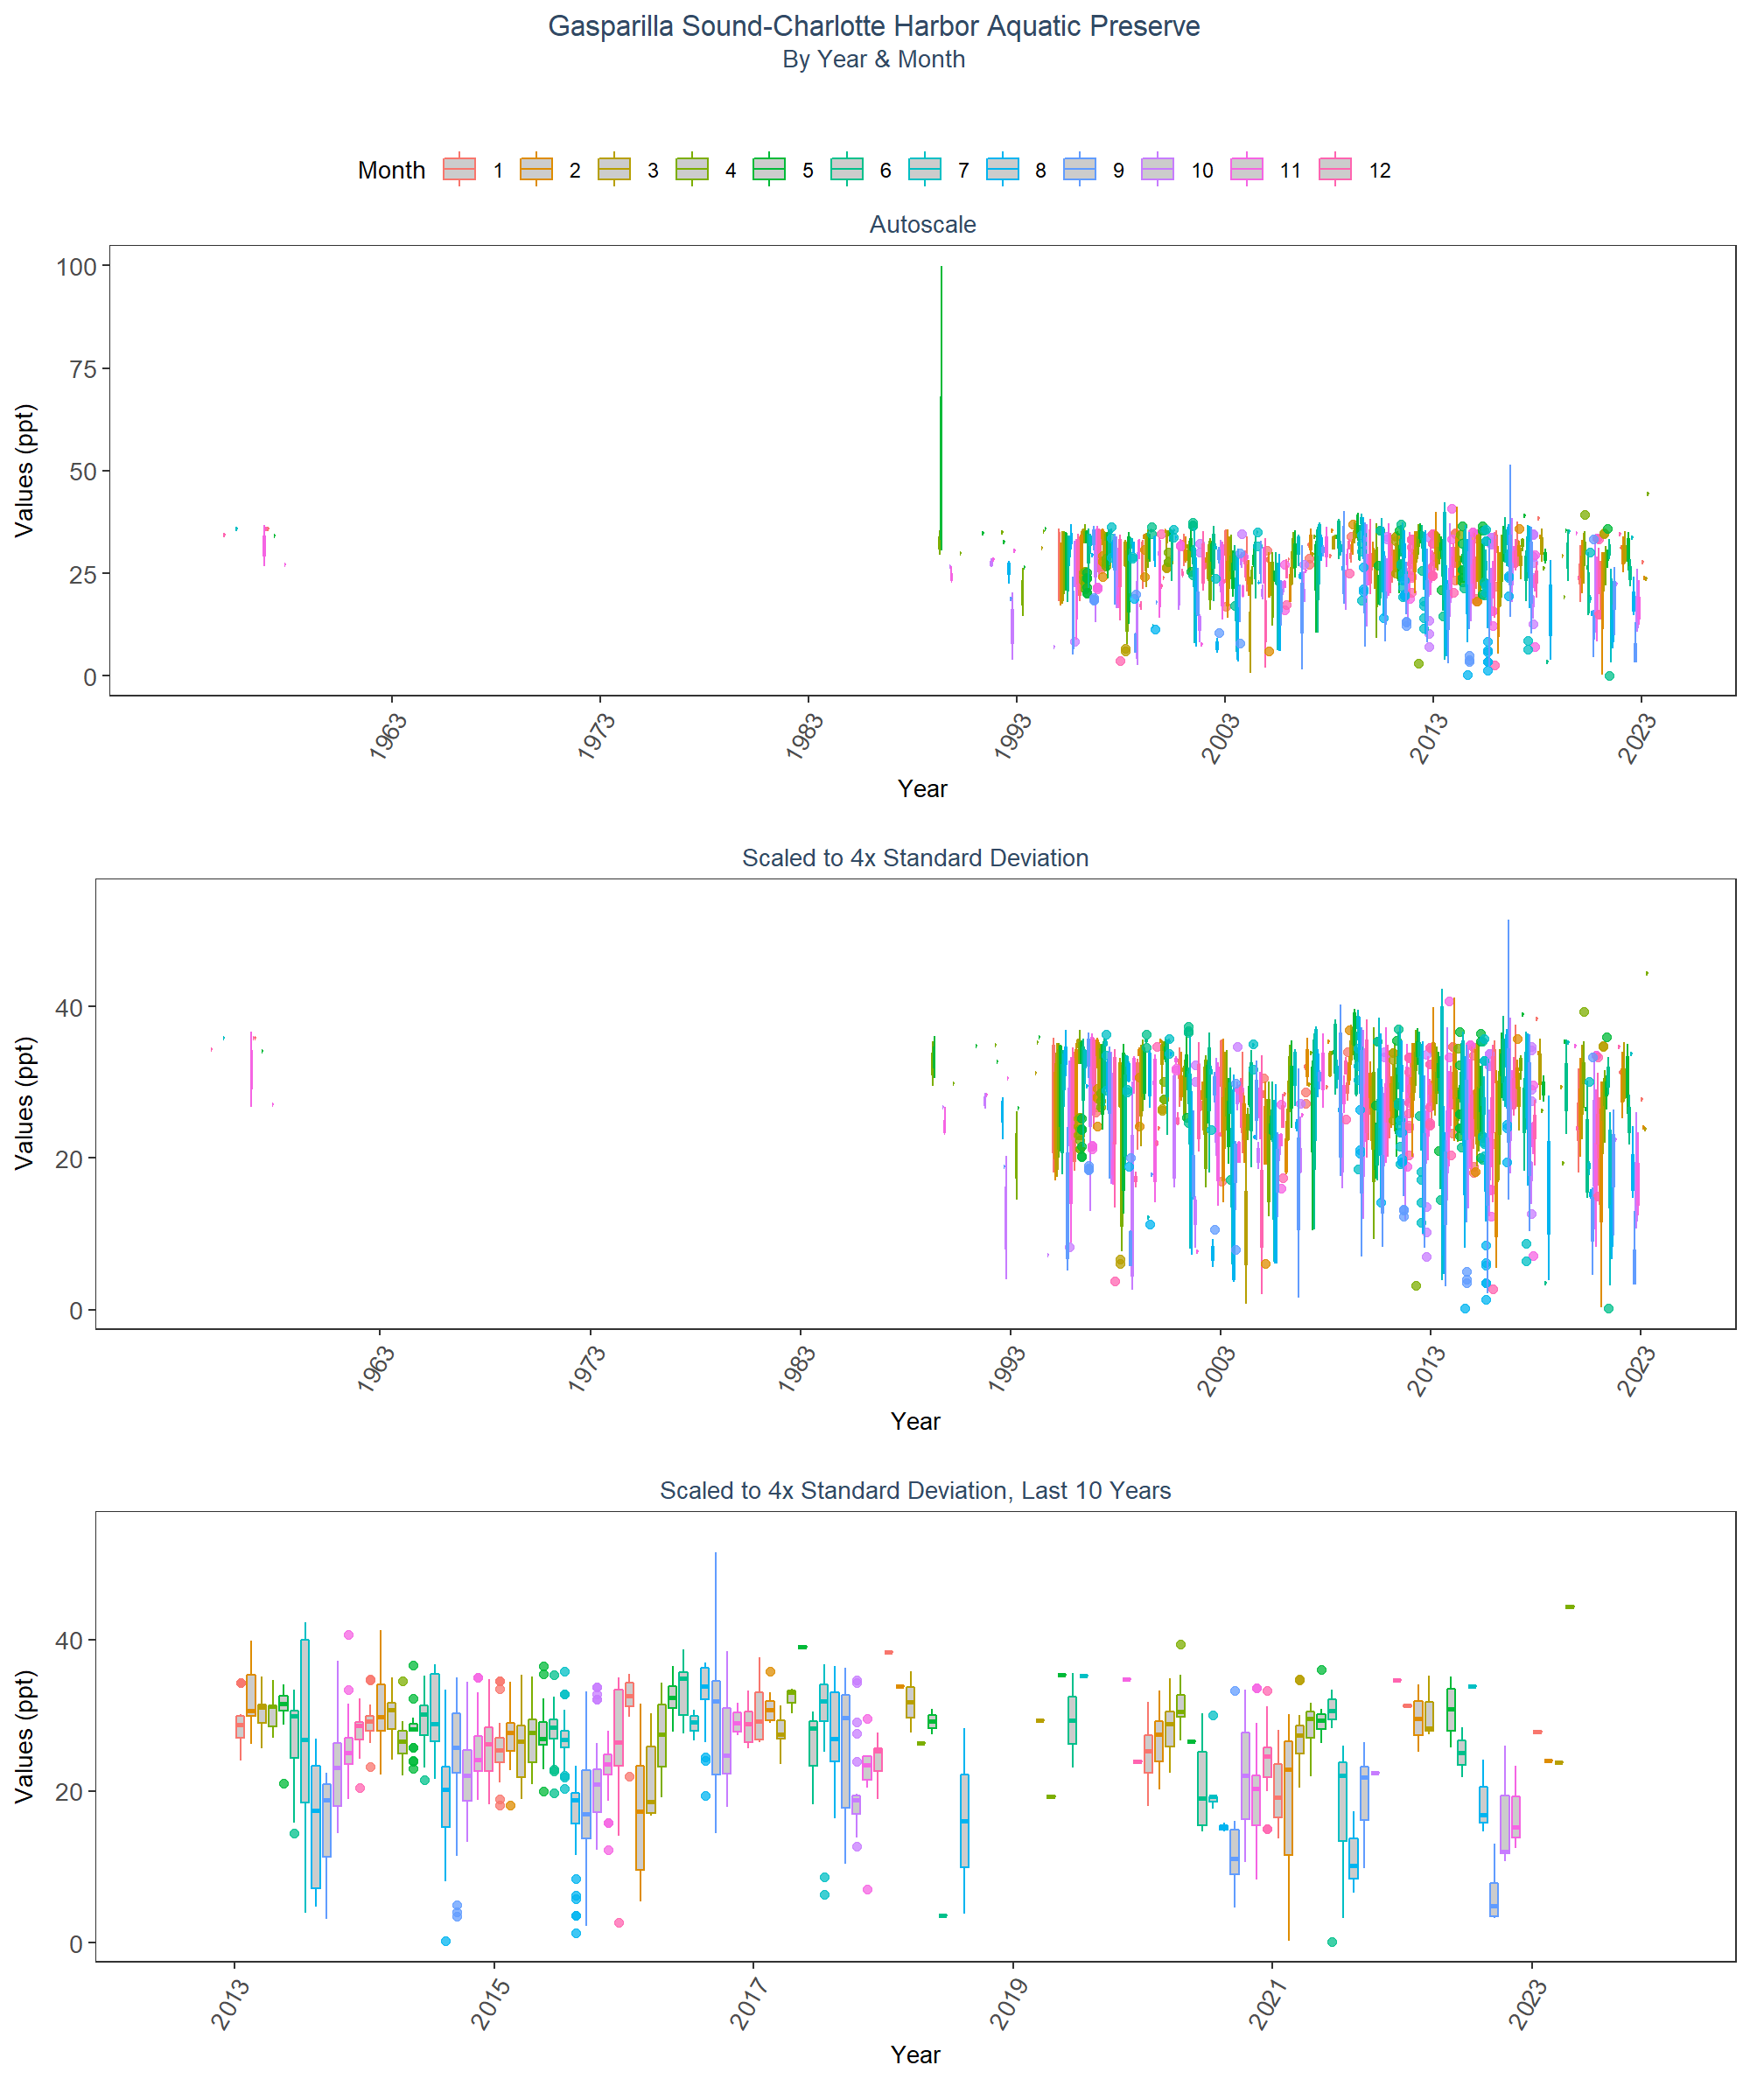 Gasparilla Sound-Charlotte Harbor Aquatic Preserve
By Year & Month
Month 1 2 3 4 5 6 7 8 9 10 11 12
Autoscale
Values (ppt)
100
75
50
25
0
1963 1973 1983 1993 2003 2013 2023
Year
Scaled to 4x Standard Deviation
Values (ppt)
40
20
0
1963 1973 1983 1993 2003 2013 2023
Year
Scaled to 4x Standard Deviation, Last 10 Years
Values (ppt)
40
20
0
2013 2015 2017 2019 2021 2023
Year